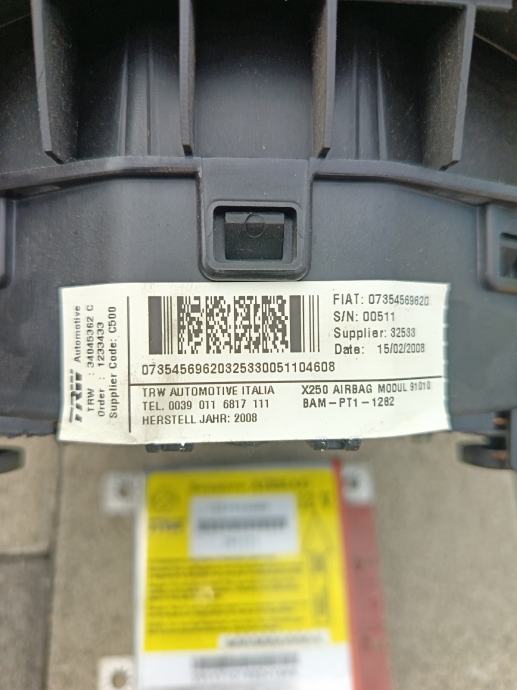 TRW Automotive
TRW : 34045362 C
Order : 1233433
Supplier Code: C500
FIAT: 07354569620
S/N: 00511
Supplier: 32533
Date: 15/02/2008
07354569620325330051104608
TRW AUTOMOTIVE ITALIA
TEL. 0039 011 6817 111
HERSTELL JAHR: 2008
X250 AIRBAG MODUL 91010
BAM-PT1-1282